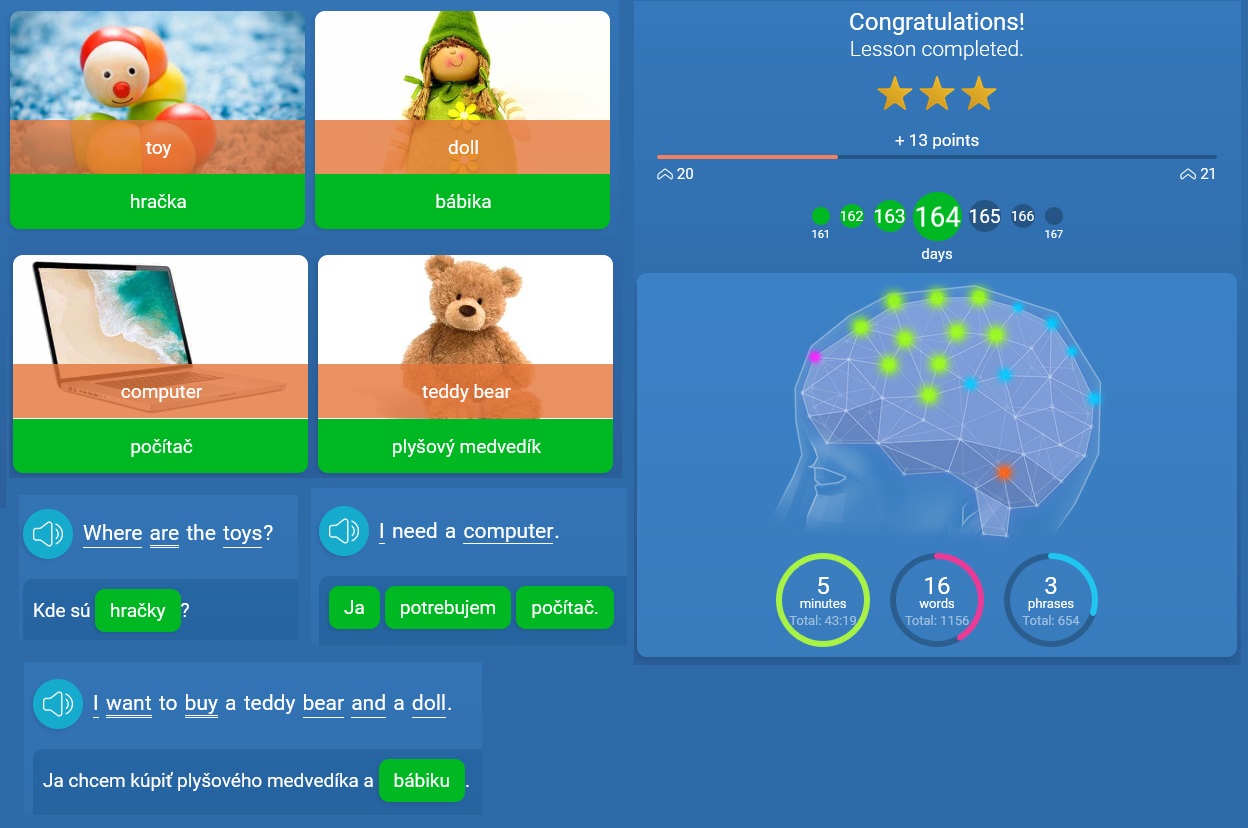 toy
hračka
doll
bábika
computer
počítač
teddy bear
plyšový medvedík
Where are the toys?
Kde sú hračky ?
I need a computer.
Ja potrebujem počítač.
I want to buy a teddy bear and a doll.
Ja chcem kúpiť plyšového medvedíka a bábiku .
Congratulations!
Lesson completed.
+ 13 points
20 21
162 163 164 165 166
161 167
days
5 16 3
minutes words phrases
Total: 43:19 Total: 1156 Total: 654